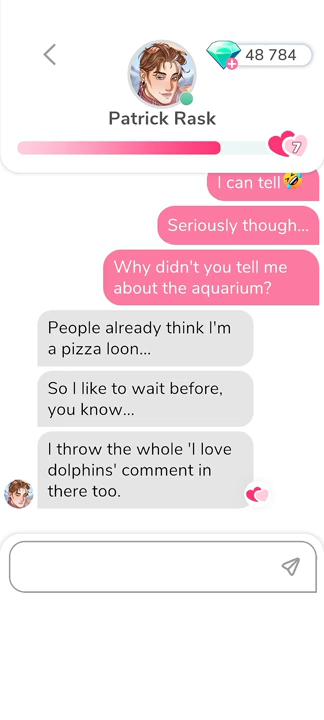 48 784
Patrick Rask
7
I can tell🤣
Seriously though...
Why didn't you tell me
about the aquarium?
People already think I'm
a pizza loon...
So I like to wait before,
you know...
I throw the whole 'I love
dolphins' comment in
there too.